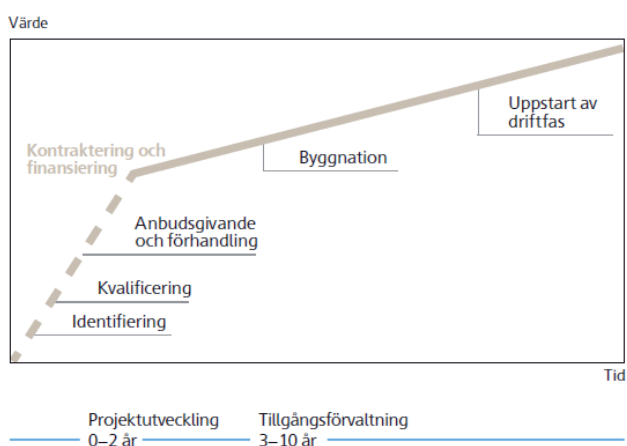 Värde
Uppstart av
driftfas
Kontraktering och
finansiering
Byggnation
Anbudsgivande
och förhandling
Kvalificering
Identifiering
Tid
Projektutveckling
0–2 år
Tillgångsförvaltning
3–10 år